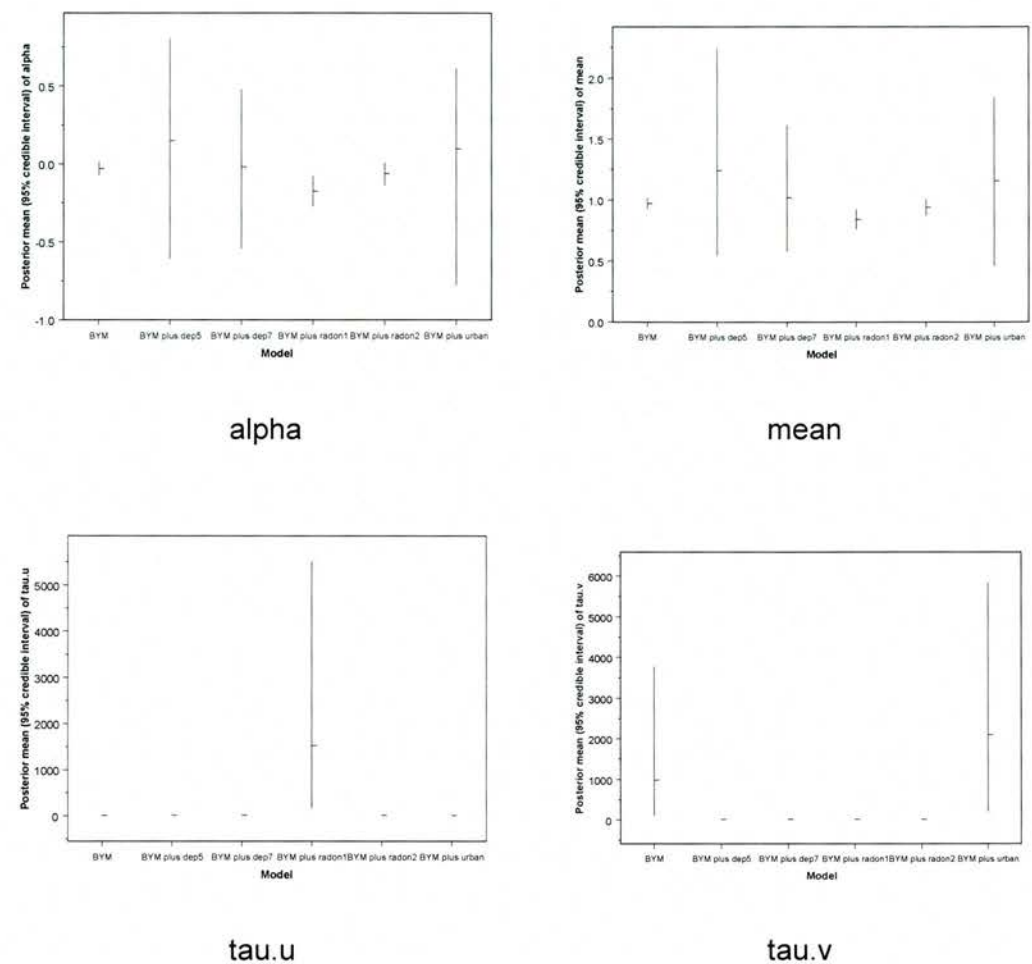 Posterior mean (95% credible interval) of alpha
0.5
0.0
-0.5
-1.0
BYM BYM plus dep5 BYM plus dep7 BYM plus radon1 BYM plus radon2 BYM plus urban
Model
alpha
Posterior mean (95% credible interval) of mean
2.0
1.5
1.0
0.5
0.0
BYM BYM plus dep5 BYM plus dep7 BYM plus radon1 BYM plus radon2 BYM plus urban
Model
mean
Posterior mean (95% credible interval) of tau.u
5000
4000
3000
2000
1000
0
BYM BYM plus dep5 BYM plus dep7 BYM plus radon1 BYM plus radon2 BYM plus urban
Model
tau.u
Posterior mean (95% credible interval) of tau.v
6000
5000
4000
3000
2000
1000
0
BYM BYM plus dep5 BYM plus dep7 BYM plus radon1 BYM plus radon2 BYM plus urban
Model
tau.v